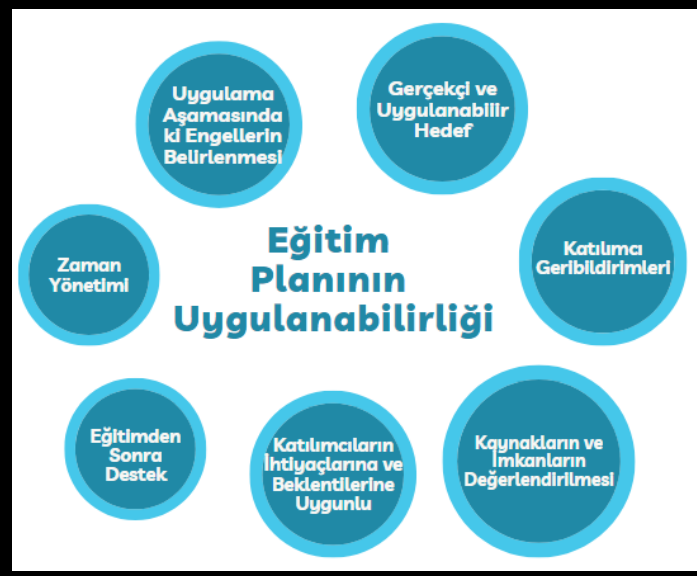 Uygulama
Aşamasında
ki Engellerin
Belirlenmesi
Gerçekçi ve
Uygulanabilir
Hedef
Zaman
Yönetimi
Eğitim
Planının
Uygulanabilirliği
Katılımcı
Geribildirimleri
Eğitimden
Sonra
Destek
Katılımcıların
İhtiyaçlarına ve
Beklentilerine
Uygunlu
Kaynakların ve
İmkanların
Değerlendirilmesi